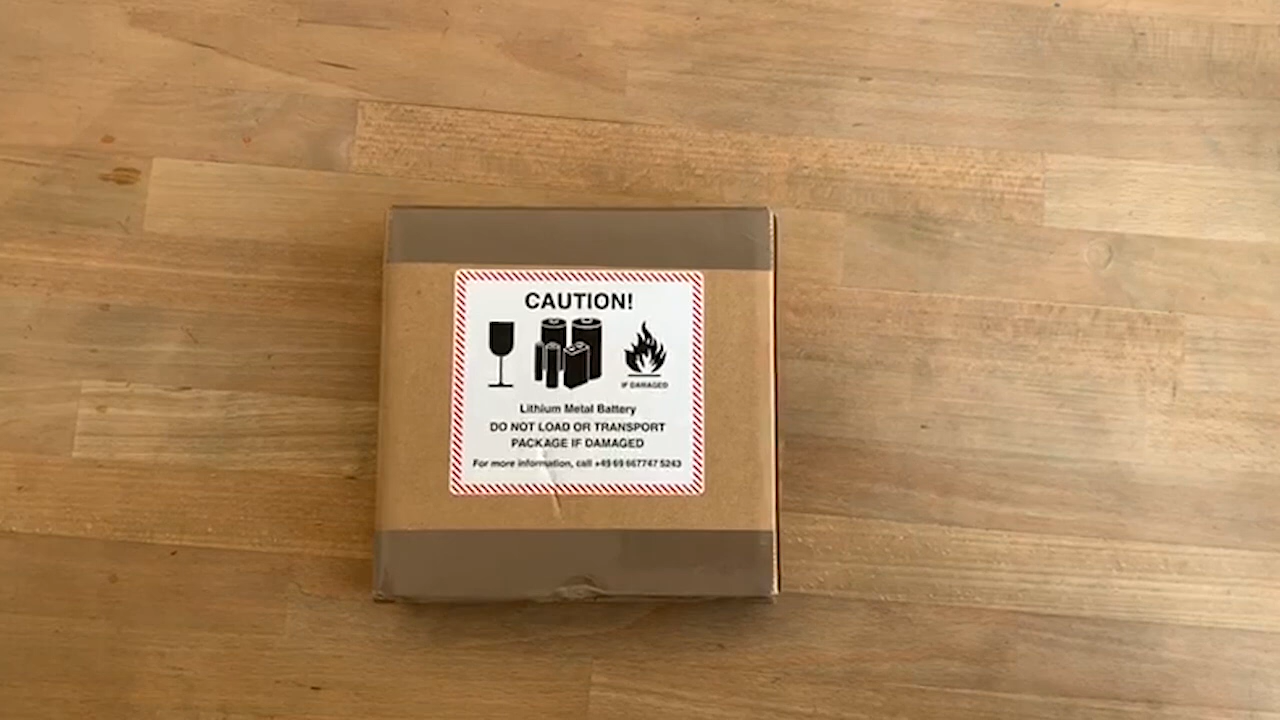 CAUTION!
IF DAMAGED
Lithium Metal Battery
DO NOT LOAD OR TRANSPORT
PACKAGE IF DAMAGED
For more information, call +49 69 667747 5243